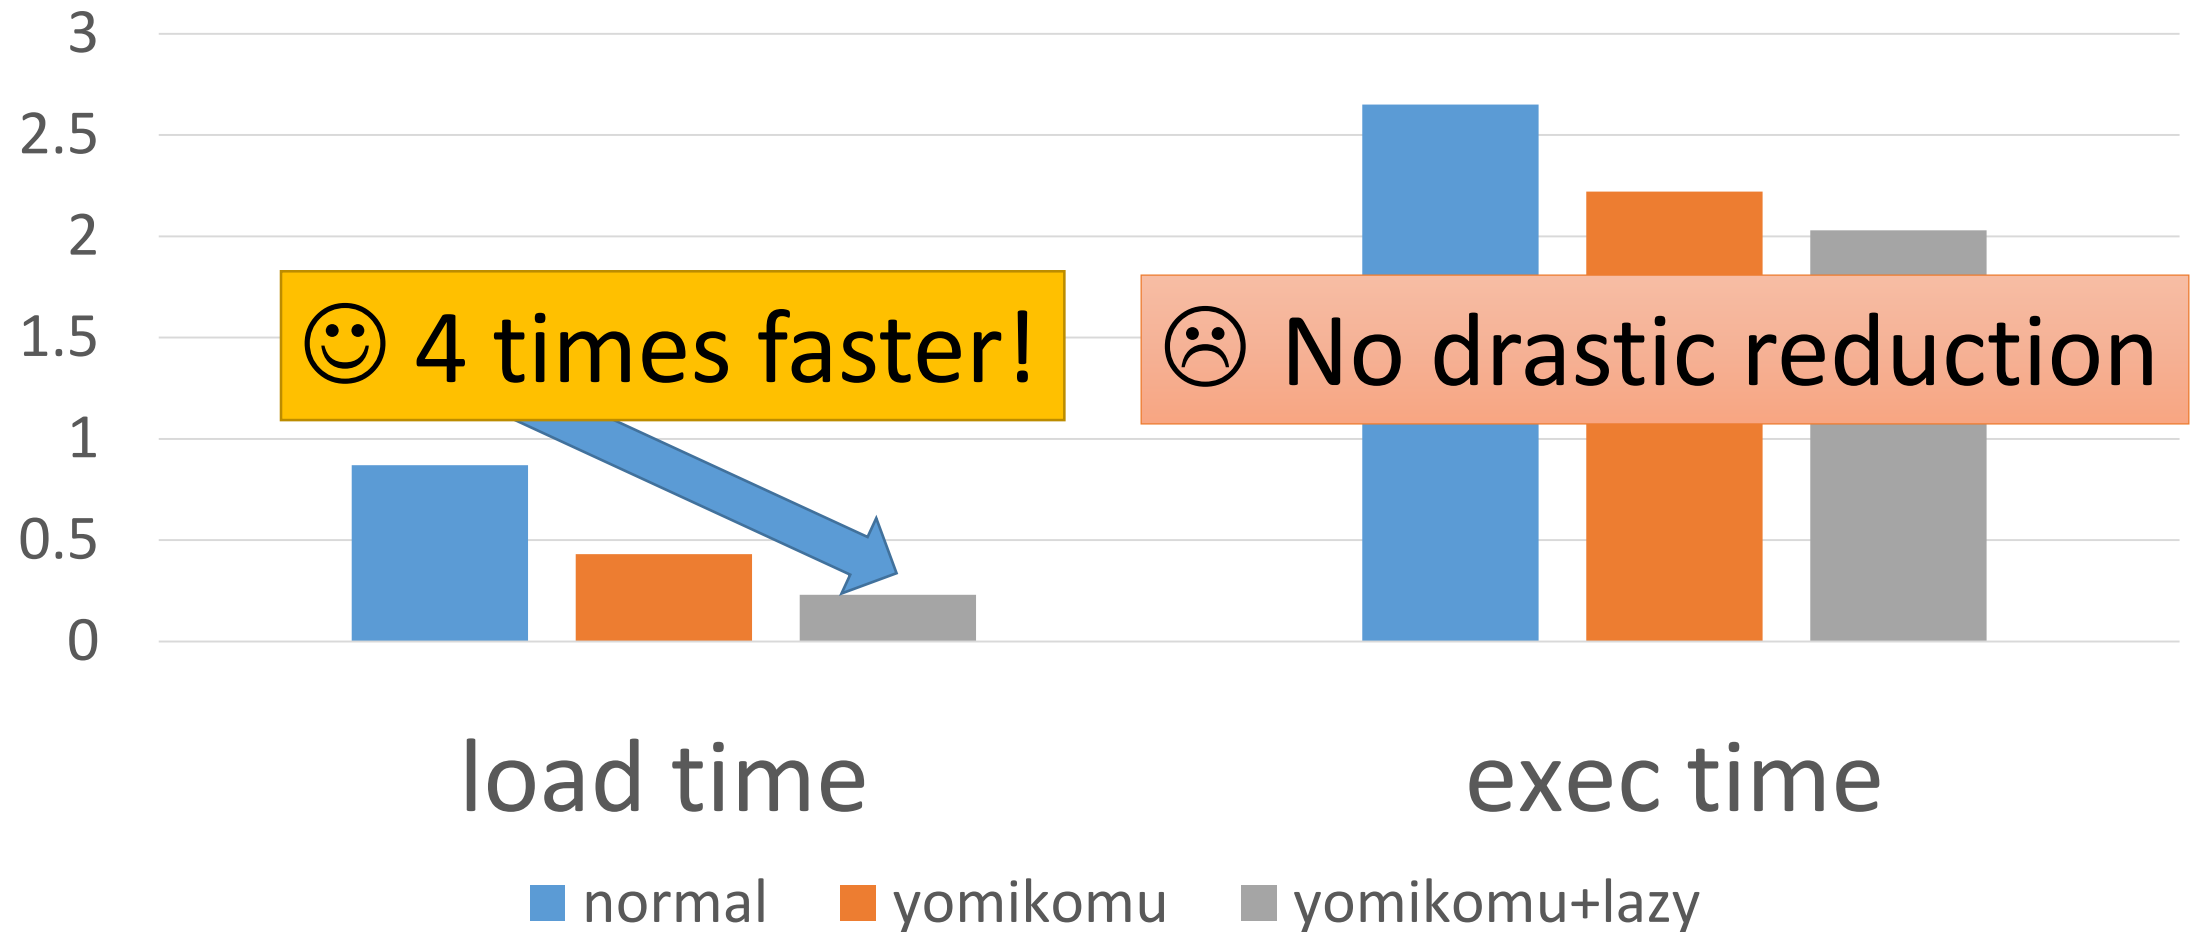 3
2.5
2
1.5
1
0.5
0
☺ 4 times faster!
☹ No drastic reduction
load time
exec time
normal
yomikomu
yomikomu+lazy